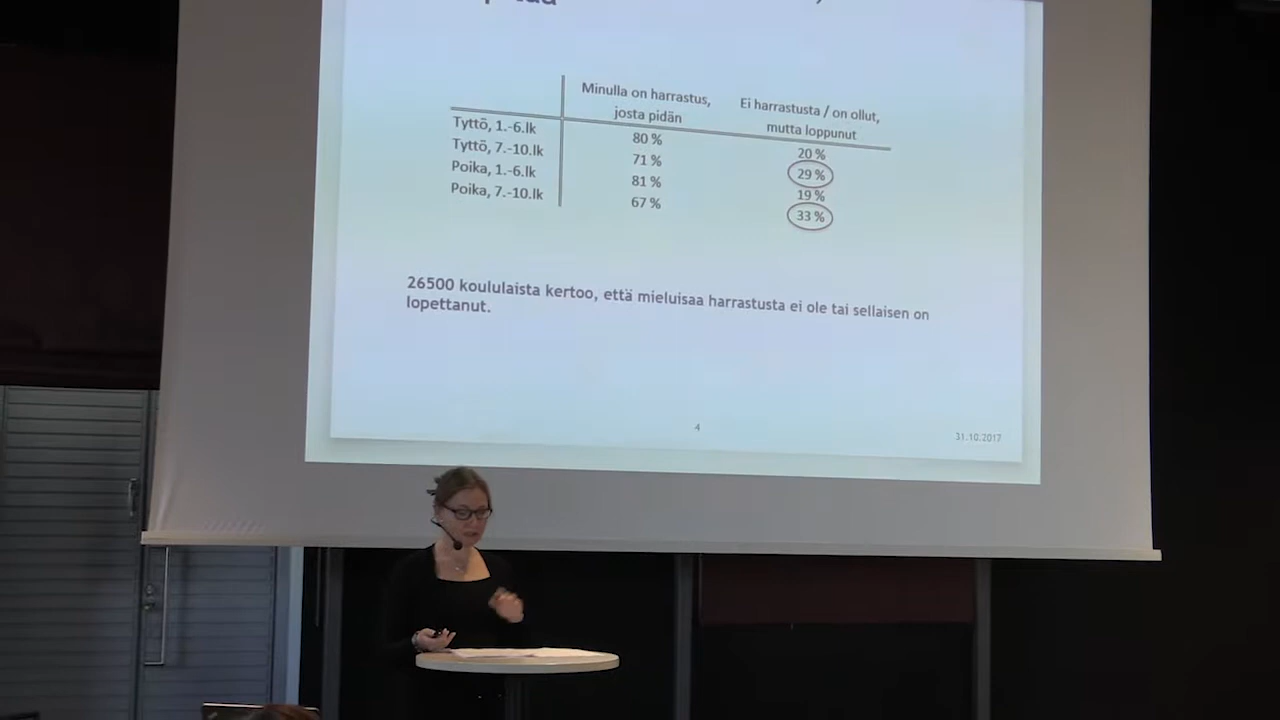 Minulla on harrastus,
josta pidän
Ei harrastusta / on ollut,
mutta loppunut
Tyttö, 1.-6.lk 80 % 20 %
Tyttö, 7.-10.lk 71 % 29 %
Poika, 1.-6.lk 81 % 19 %
Poika, 7.-10.lk 67 % 33 %
26500 koululaista kertoo, että mieluisaa harrastusta ei ole tai sellaisen on
lopettanut.
4
31.10.2017